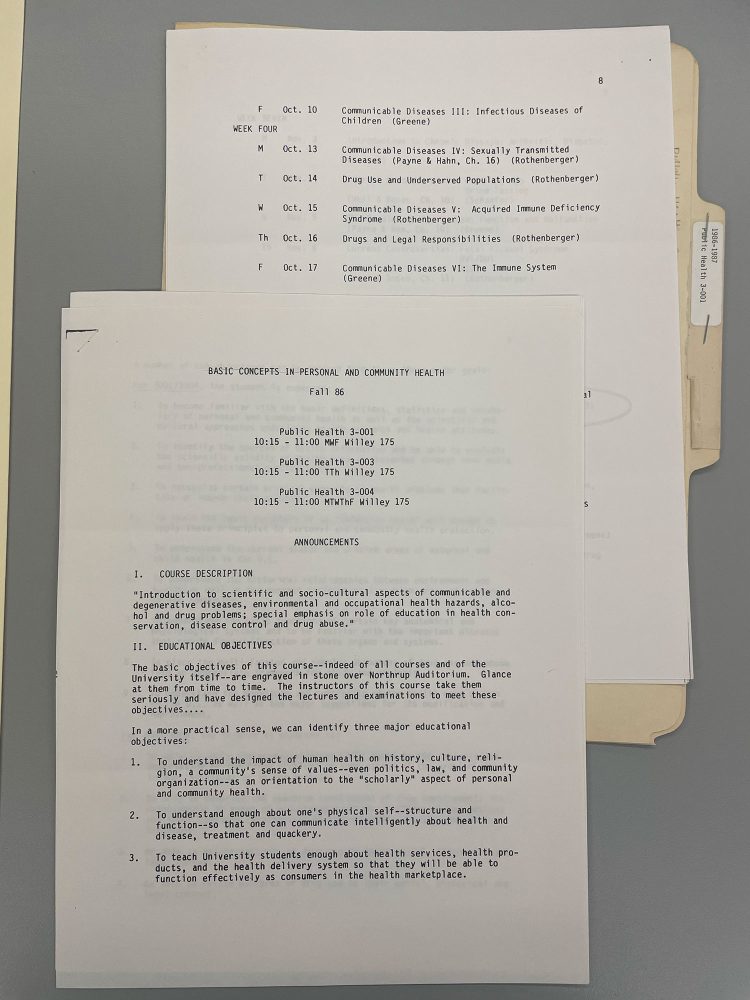 8
F Oct. 10 Communicable Diseases III: Infectious Diseases of
Children (Greene)
WEEK FOUR
M Oct. 13 Communicable Diseases IV: Sexually Transmitted
Diseases (Payne & Hahn, Ch. 16) (Rothenberger)
T Oct. 14 Drug Use and Underserved Populations (Rothenberger)
W Oct. 15 Communicable Diseases V: Acquired Immune Deficiency
Syndrome (Rothenberger)
Th Oct. 16 Drugs and Legal Responsibilities (Rothenberger)
F Oct. 17 Communicable Diseases VI: The Immune System
(Greene)
1986-1987
Public Health 3-001
BASIC CONCEPTS IN PERSONAL AND COMMUNITY HEALTH
Fall 86
Public Health 3-001
10:15 - 11:00 MWF Willey 175
Public Health 3-003
10:15 - 11:00 TTh Willey 175
Public Health 3-004
10:15 - 11:00 MTWThF Willey 175
ANNOUNCEMENTS
I. COURSE DESCRIPTION
"Introduction to scientific and socio-cultural aspects of communicable and
degenerative diseases, environmental and occupational health hazards, alco-
hol and drug problems; special emphasis on role of education in health con-
servation, disease control and drug abuse."
II. EDUCATIONAL OBJECTIVES
The basic objectives of this course--indeed of all courses and of the
University itself--are engraved in stone over Northrup Auditorium. Glance
at them from time to time. The instructors of this course take them
seriously and have designed the lectures and examinations to meet these
objectives....
In a more practical sense, we can identify three major educational
objectives:
1. To understand the impact of human health on history, culture, reli-
gion, a community's sense of values--even politics, law, and community
organization--as an orientation to the "scholarly" aspect of personal
and community health.
2. To understand enough about one's physical self--structure and
function--so that one can communicate intelligently about health and
disease, treatment and quackery.
3. To teach University students enough about health services, health pro-
ducts, and the health delivery system so that they will be able to
function effectively as consumers in the health marketplace.